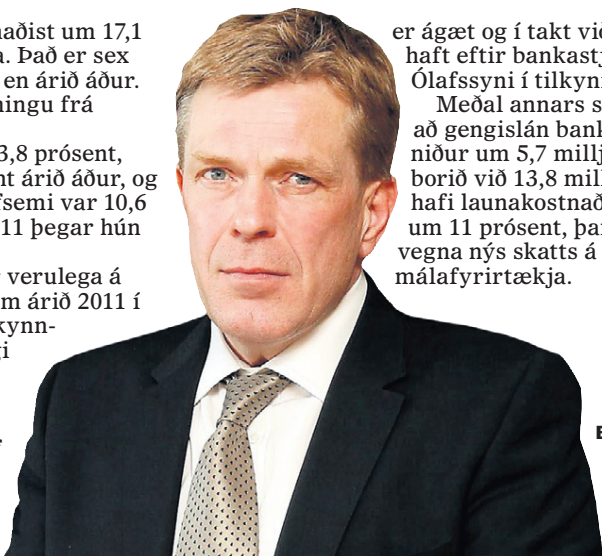 naðist um 17,1
a. Það er sex
en árið áður.
ningu frá
3,8 prósent,
nt árið áður, og
fsemi var 10,6
11 þegar hún
r verulega á
m árið 2011 í
kynn-
gi
er ágæt og í takt við
haft eftir bankastj
Ólafssyni í tilkynn
Meðal annars s
að gengislán bank
niður um 5,7 millj
borið við 13,8 mill
hafi launakostnað
um 11 prósent, þar
vegna nýs skatts á
málafyrirtækja.